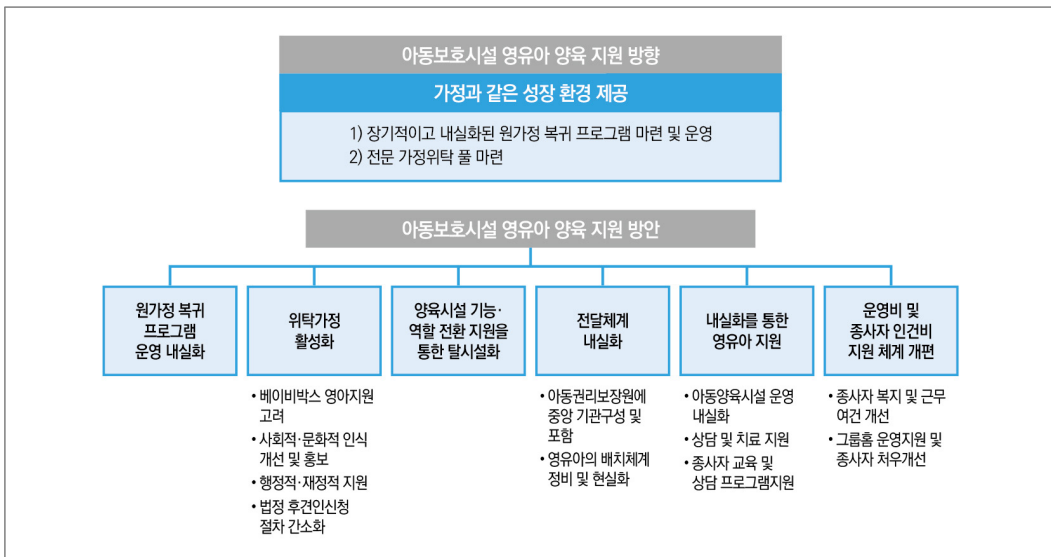 아동보호시설 영유아 양육 지원 방향
가정과 같은 성장 환경 제공
1) 장기적이고 내실화된 원가정 복귀 프로그램 마련 및 운영
2) 전문 가정위탁 풀 마련
아동보호시설 영유아 양육 지원 방안
원가정 복귀
프로그램
운영 내실화
위탁가정
활성화
• 베이비박스 영아지원
고려
• 사회적·문화적 인식
개선 및 홍보
• 행정적·재정적 지원
• 법정 후견인신청
절차 간소화
양육시설 기능·
역할 전환 지원을
통한 탈시설화
전달체계
내실화
• 아동권리보장원에
중앙 기관구성 및
포함
• 영유아의 배치체계
정비 및 현실화
내실화를 통한
영유아 지원
• 아동양육시설 운영
내실화
• 상담 및 치료 지원
• 종사자 교육 및
상담 프로그램지원
운영비 및
종사자 인건비
지원 체계 개편
• 종사자 복지 및 근무
여건 개선
• 그룹홈 운영지원 및
종사자 처우개선